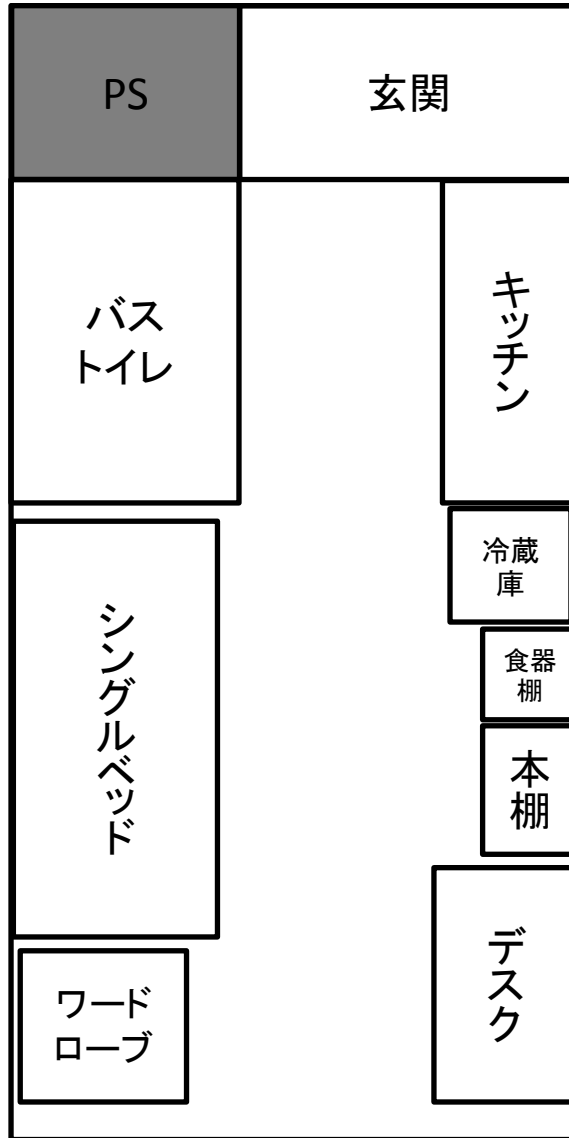 PS
玄関
バス
トイレ
キッチン
冷蔵
庫
食器
棚
シングルベッド
本
棚
デスク
ワード
ローブ